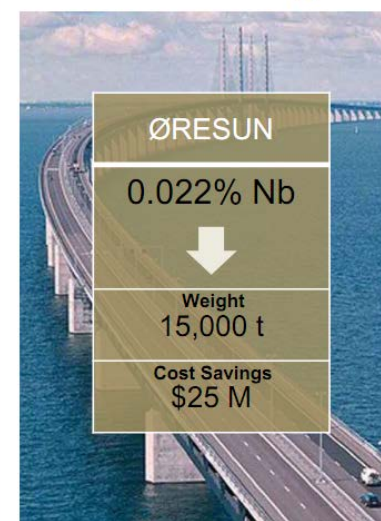 ØRESUN
0.022% Nb
Weight
15,000 t
Cost Savings
$25 M